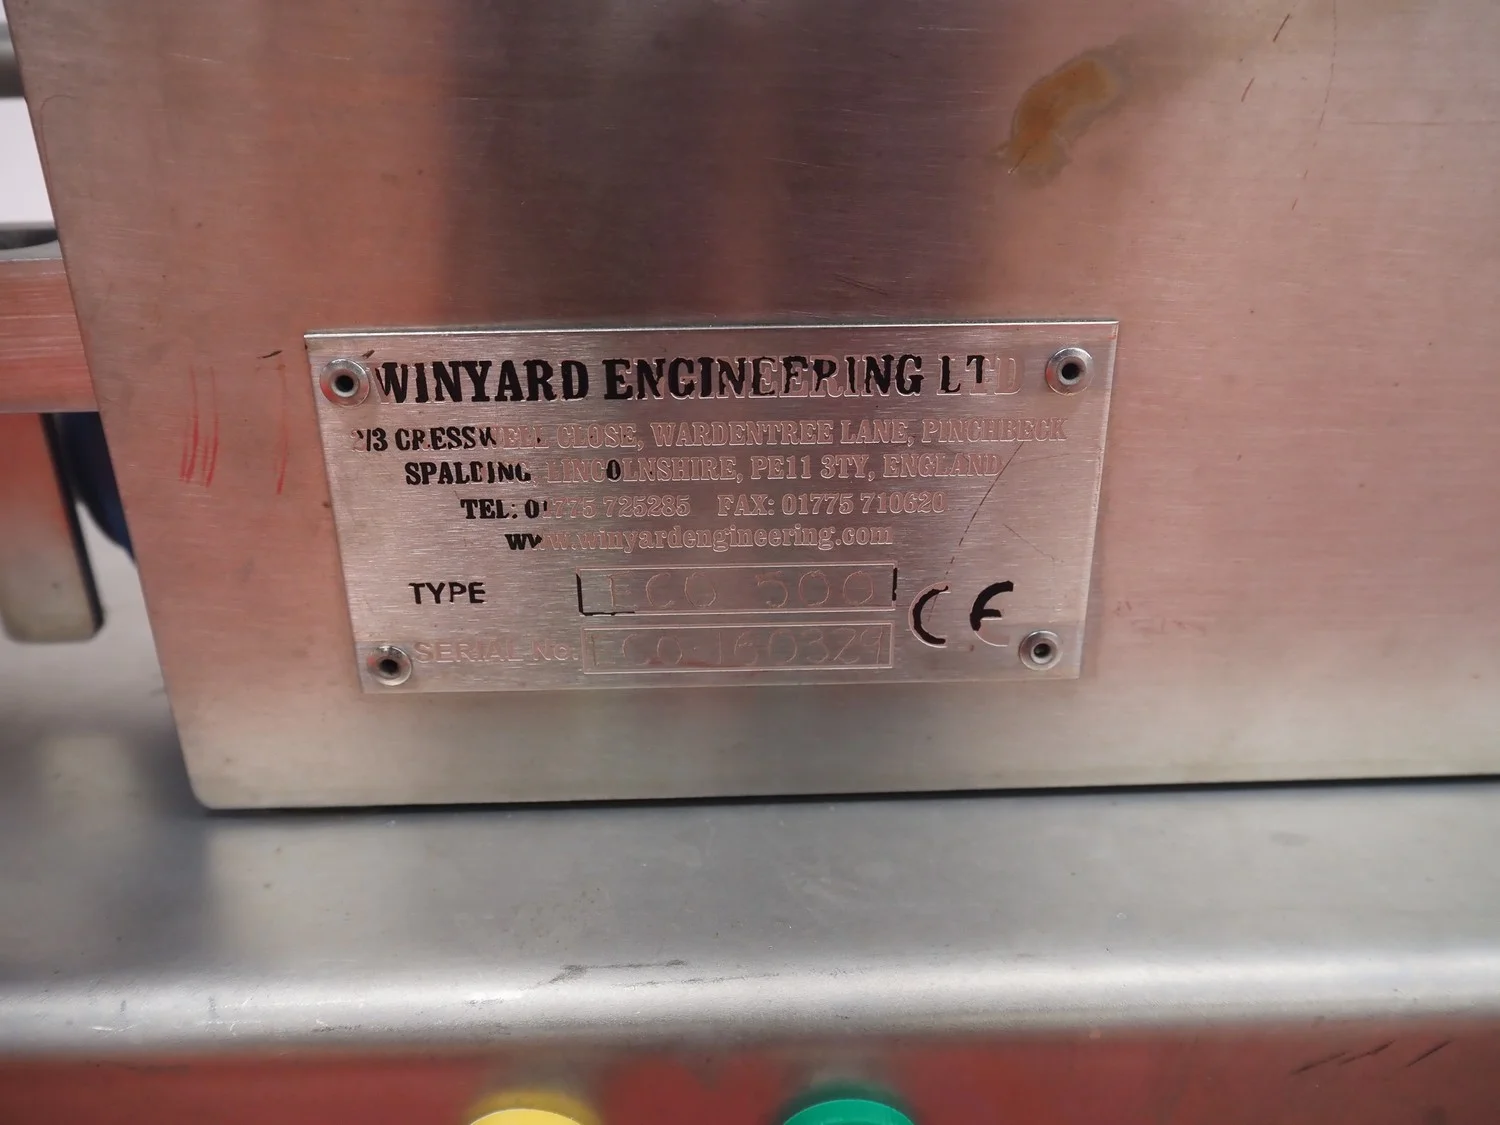 WINYARD ENGINEERING LTD
2/3 CRESSWELL CLOSE, WARDENTREE LANE, PINCHBECK
SPALDING, LINCOLNSHIRE, PE11 3TY, ENGLAND
TEL: 01775 725285 FAX: 01775 710620
www.winyardengineering.com
TYPE ECO 500 CE
SERIAL No. ECO 160329